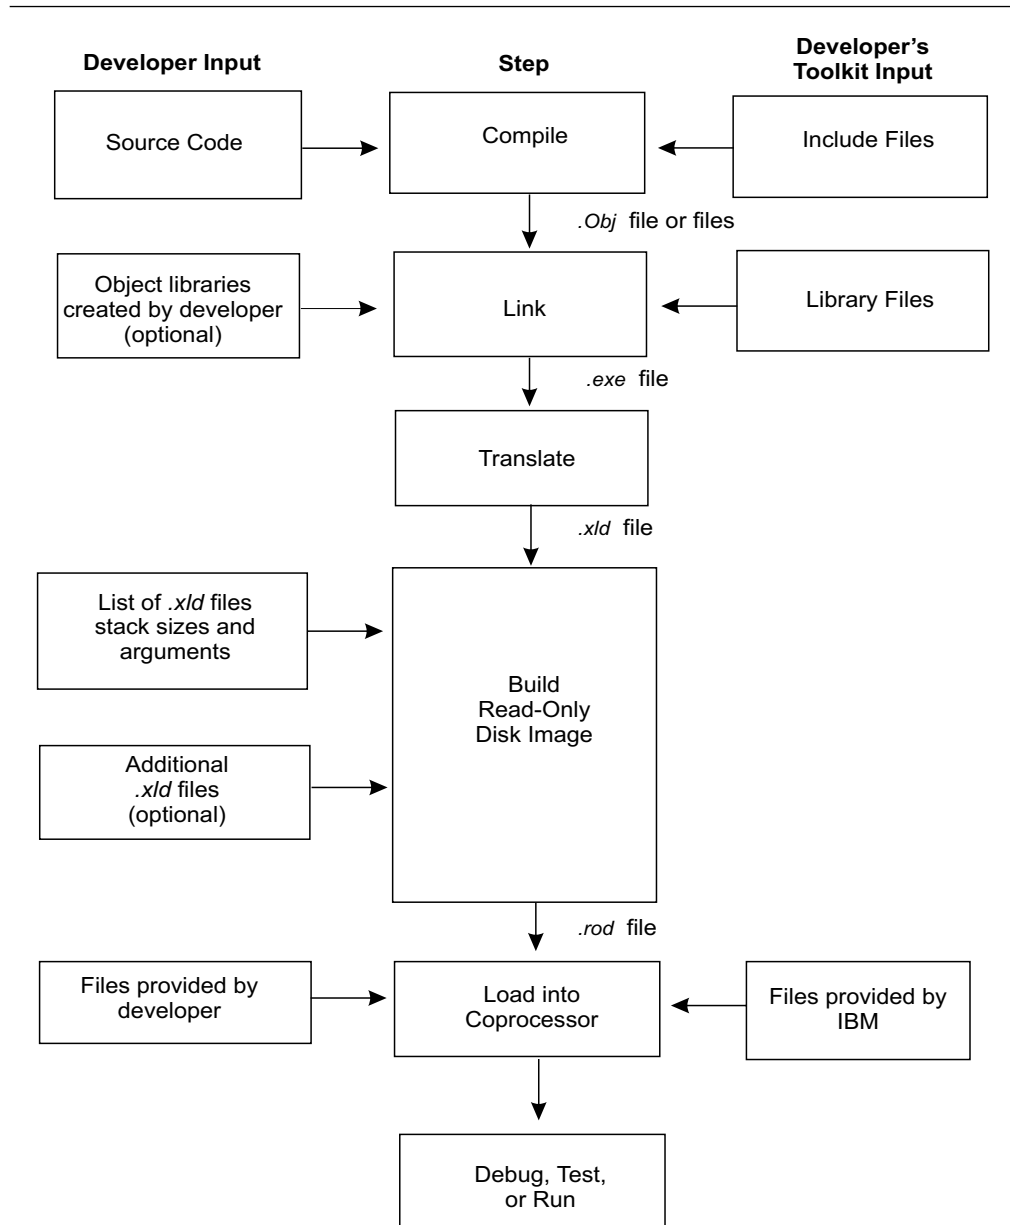 Developer Input
Step
Developer’s
Toolkit Input
Source Code
Compile
Include Files
.Obj file or files
Object libraries
created by developer
(optional)
Link
Library Files
.exe file
Translate
.xld file
List of .xld files
stack sizes and
arguments
Build
Read-Only
Disk Image
Additional
.xld files
(optional)
.rod file
Files provided by
developer
Load into
Coprocessor
Files provided by
IBM
Debug, Test,
or Run